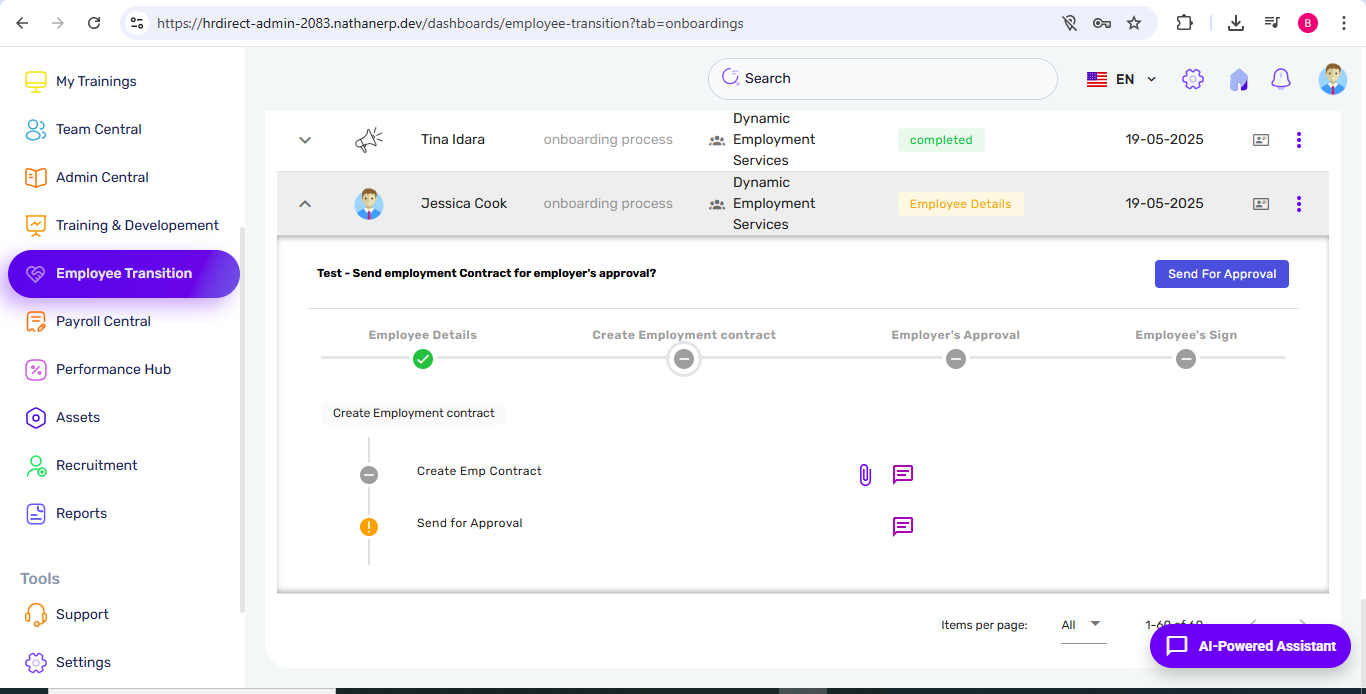 https://hrdirect-admin-2083.nathanerp.dev/dashboards/employee-transition?tab=onboardings
B
My Trainings
Team Central
Admin Central
Training & Developement
Employee Transition
Payroll Central
Performance Hub
Assets
Recruitment
Reports
Tools
Support
Settings
Search
EN
Tina Idara
onboarding process
Dynamic
Employment
Services
completed
19-05-2025
Jessica Cook
onboarding process
Dynamic
Employment
Services
Employee Details
19-05-2025
Test - Send employment Contract for employer's approval?
Send For Approval
Employee Details
Create Employment contract
Employer's Approval
Employee's Sign
Create Employment contract
Create Emp Contract
Send for Approval
Items per page:
All
AI-Powered Assistant